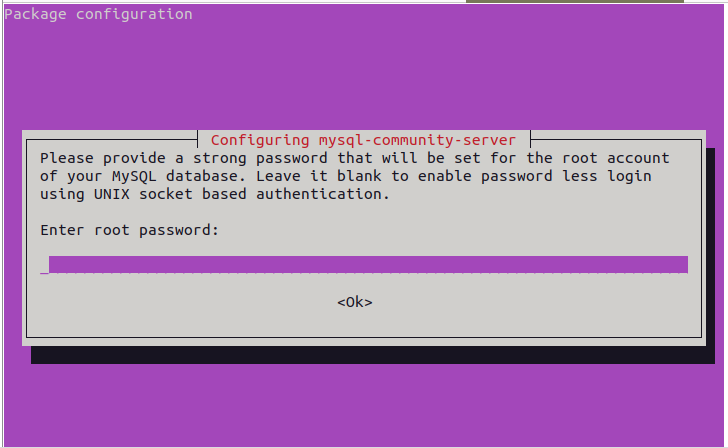 Package configuration
Configuring mysql-community-server
Please provide a strong password that will be set for the root account
of your MySQL database. Leave it blank to enable password less login
using UNIX socket based authentication.
Enter root password:
<Ok>